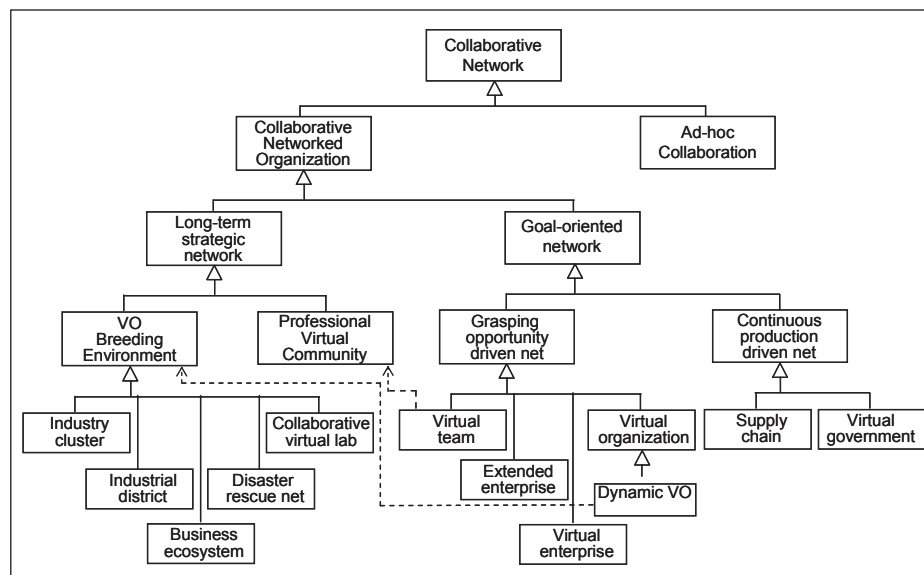 Collaborative
Network
Collaborative
Networked
Organization
Ad-hoc
Collaboration
Long-term
strategic
network
Goal-oriented
network
VO
Breeding
Environment
Professional
Virtual
Community
Grasping
opportunity
driven net
Continuous
production
driven net
Industry
cluster
Collaborative
virtual lab
Virtual
team
Virtual
organization
Supply
chain
Virtual
government
Industrial
district
Disaster
rescue net
Extended
enterprise
Dynamic VO
Business
ecosystem
Virtual
enterprise